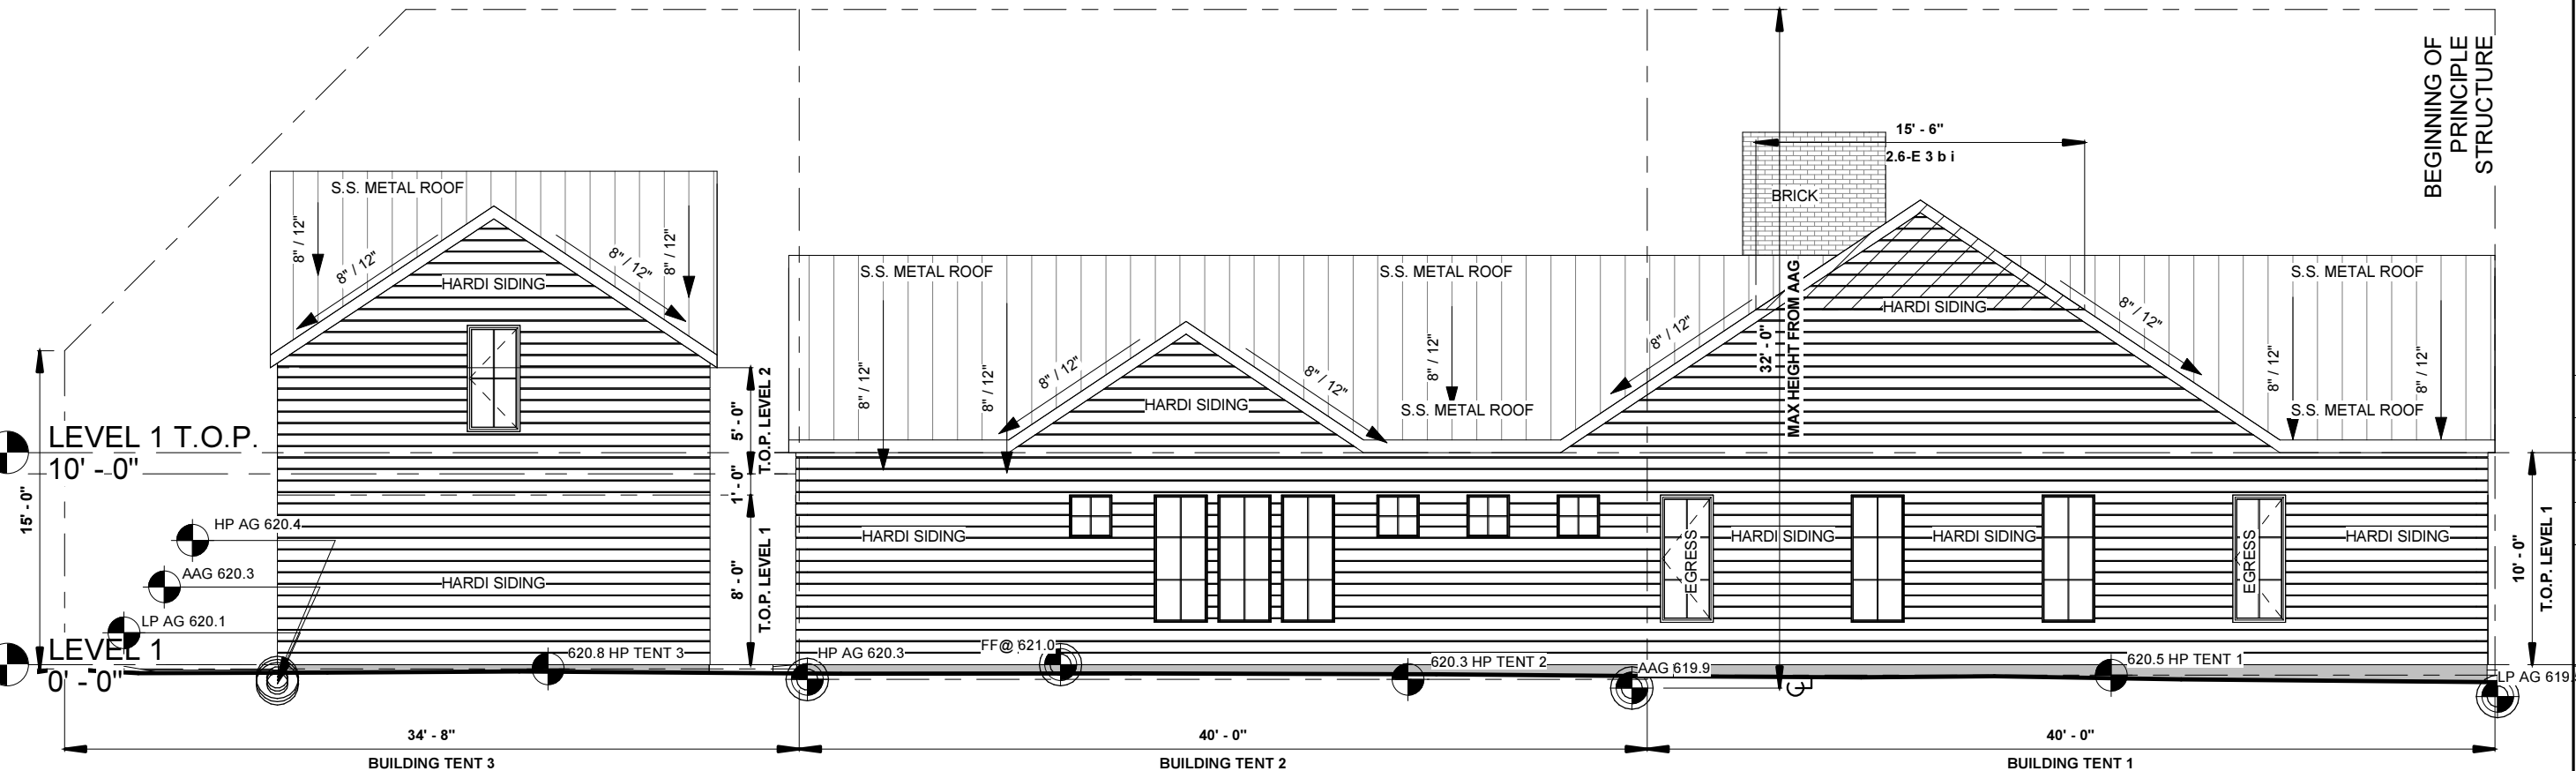 BEGINNING OF
PRINCIPLE
STRUCTURE
15' - 6"
2.6-E 3 b i
BRICK
S.S. METAL ROOF
8" / 12"
8" / 12"
8" / 12"
8" / 12"
HARDI SIDING
S.S. METAL ROOF
S.S. METAL ROOF
S.S. METAL ROOF
32' - 0"
MAX HEIGHT FROM AAG
HARDI SIDING
8" / 12"
8" / 12"
8" / 12"
8" / 12"
8" / 12"
8" / 12"
8" / 12"
8" / 12"
8" / 12"
HARDI SIDING
S.S. METAL ROOF
S.S. METAL ROOF
5' - 0"
T.O.P. LEVEL 2
LEVEL 1 T.O.P.
10' - 0"
15' - 0"
1' - 0"
HP AG 620.4
AAG 620.3
LP AG 620.1
HARDI SIDING
8' - 0"
T.O.P. LEVEL 1
HARDI SIDING
EGRESS
HARDI SIDING
HARDI SIDING
EGRESS
HARDI SIDING
10' - 0"
T.O.P. LEVEL 1
LEVEL 1
0' - 0"
620.8 HP TENT 3
HP AG 620.3
FF@ 621.0
620.3 HP TENT 2
AAG 619.9
CL
620.5 HP TENT 1
LP AG
34' - 8"
40' - 0"
40' - 0"
BUILDING TENT 3
BUILDING TENT 2
BUILDING TENT 1